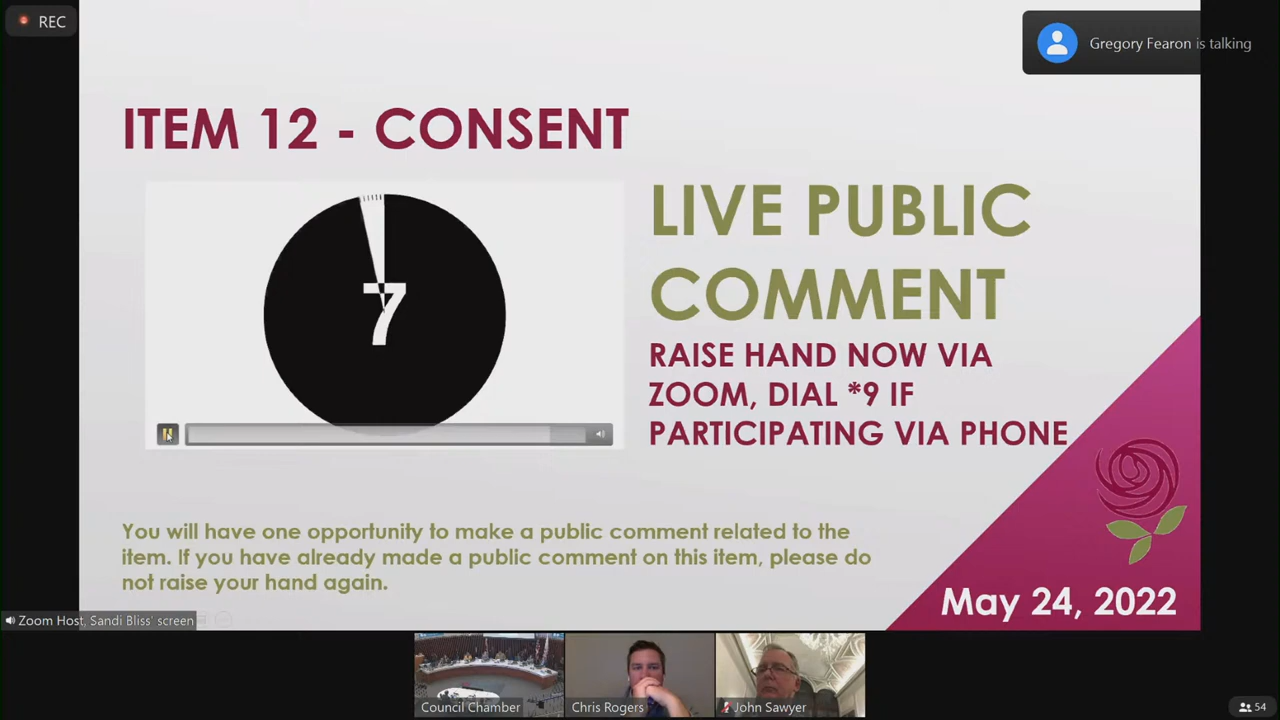 REC
Gregory Fearon is talking
ITEM 12 - CONSENT
7
LIVE PUBLIC
COMMENT
RAISE HAND NOW VIA
ZOOM, DIAL *9 IF
PARTICIPATING VIA PHONE
You will have one opportunity to make a public comment related to the
item. If you have already made a public comment on this item, please do
not raise your hand again.
May 24, 2022
Zoom Host, Sandi Bliss' screen
Council Chamber
Chris Rogers
John Sawyer
54